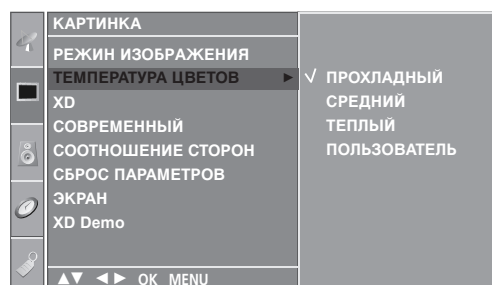 КАРТИНКА
РЕЖИН ИЗОБРАЖЕНИЯ
ТЕМПЕРАТУРА ЦВЕТОВ ►
XD
СОВРЕМЕННЫЙ
СООТНОШЕНИЕ СТОРОН
СБРОС ПАРАМЕТРОВ
ЭКРАН
XD Demo
▲▼ ◄► OK MENU
√ ПРОХЛАДНЫЙ
СРЕДНИЙ
ТЕПЛЫЙ
ПОЛЬЗОВАТЕЛЬ